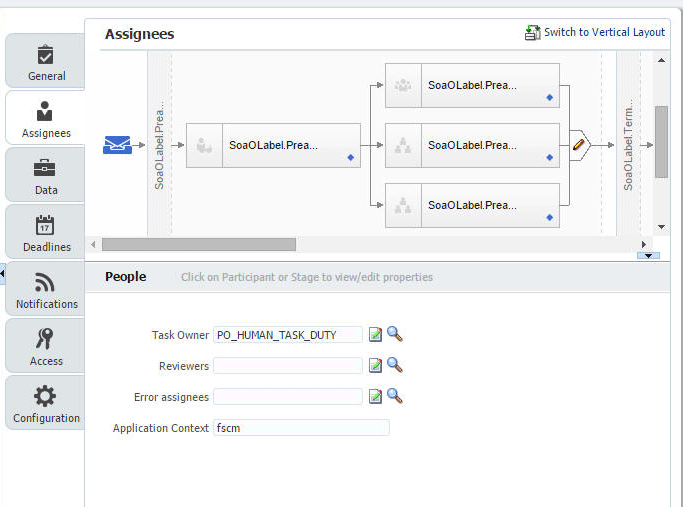 Assignees
Switch to Vertical Layout
General
Assignees
Data
17
Deadlines
Notifications
Access
Configuration
SoaOLabel.Prea...
SoaOLabel.Prea...
SoaOLabel.Prea...
SoaOLabel.Prea...
SoaOLabel.Prea...
SoaOLabel.Term...
People
Click on Participant or Stage to view/edit properties
Task Owner PO_HUMAN_TASK_DUTY
Reviewers
Error assignees
Application Context fscm